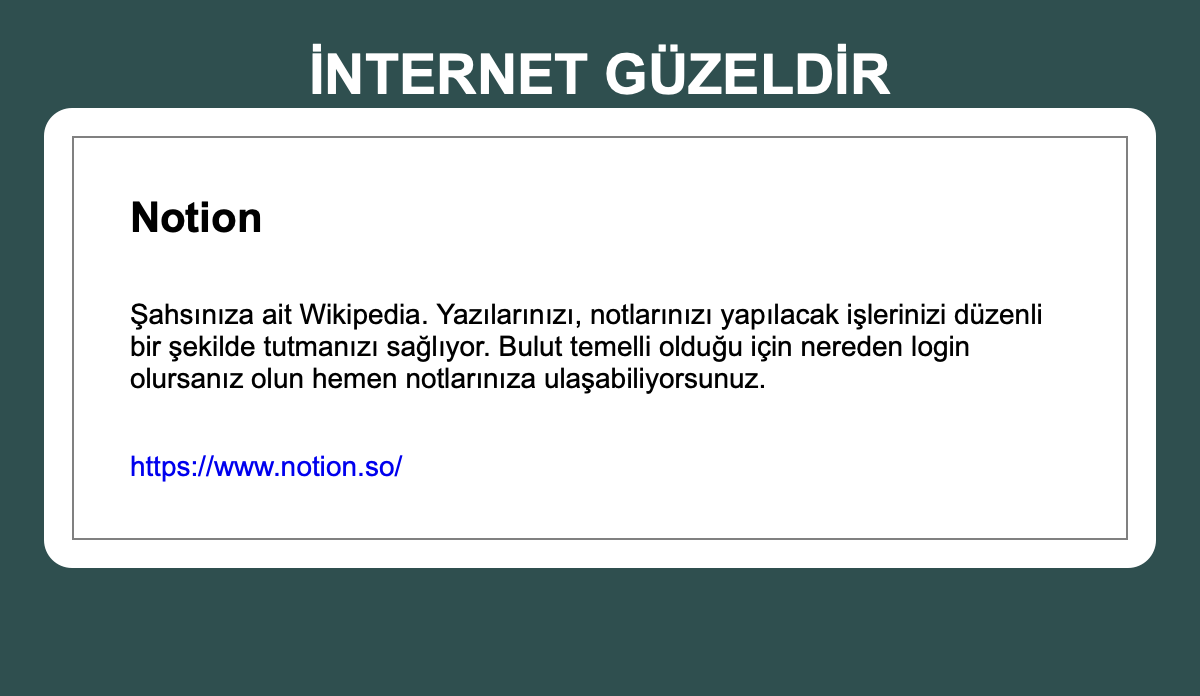 İNTERNET GÜZELDİR
Notion
Şahsınıza ait Wikipedia. Yazılarınızı, notlarınızı yapılacak işlerinizi düzenli
bir şekilde tutmanızı sağlıyor. Bulut temelli olduğu için nereden login
olursanız olun hemen notlarınıza ulaşabiliyorsunuz.
https://www.notion.so/